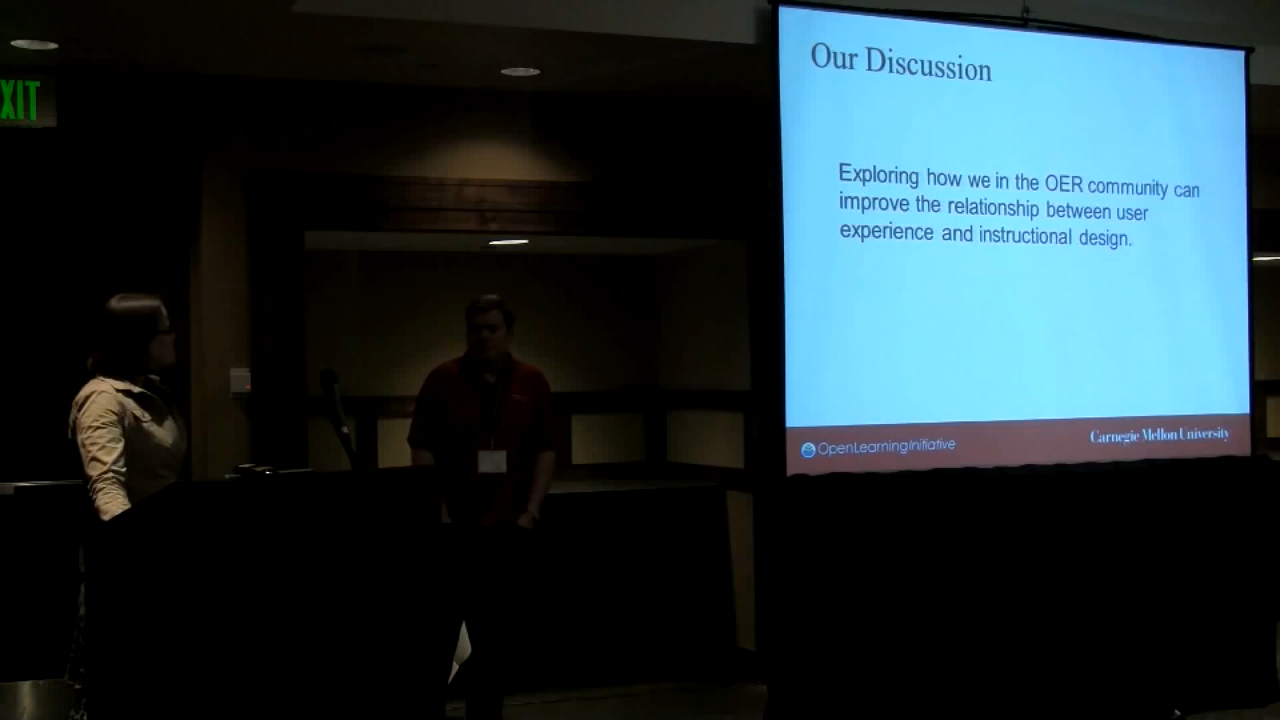 XIT
Our Discussion
Exploring how we in the OER community can
improve the relationship between user
experience and instructional design.
OpenLearningInitiative
Carnegie Mellon University